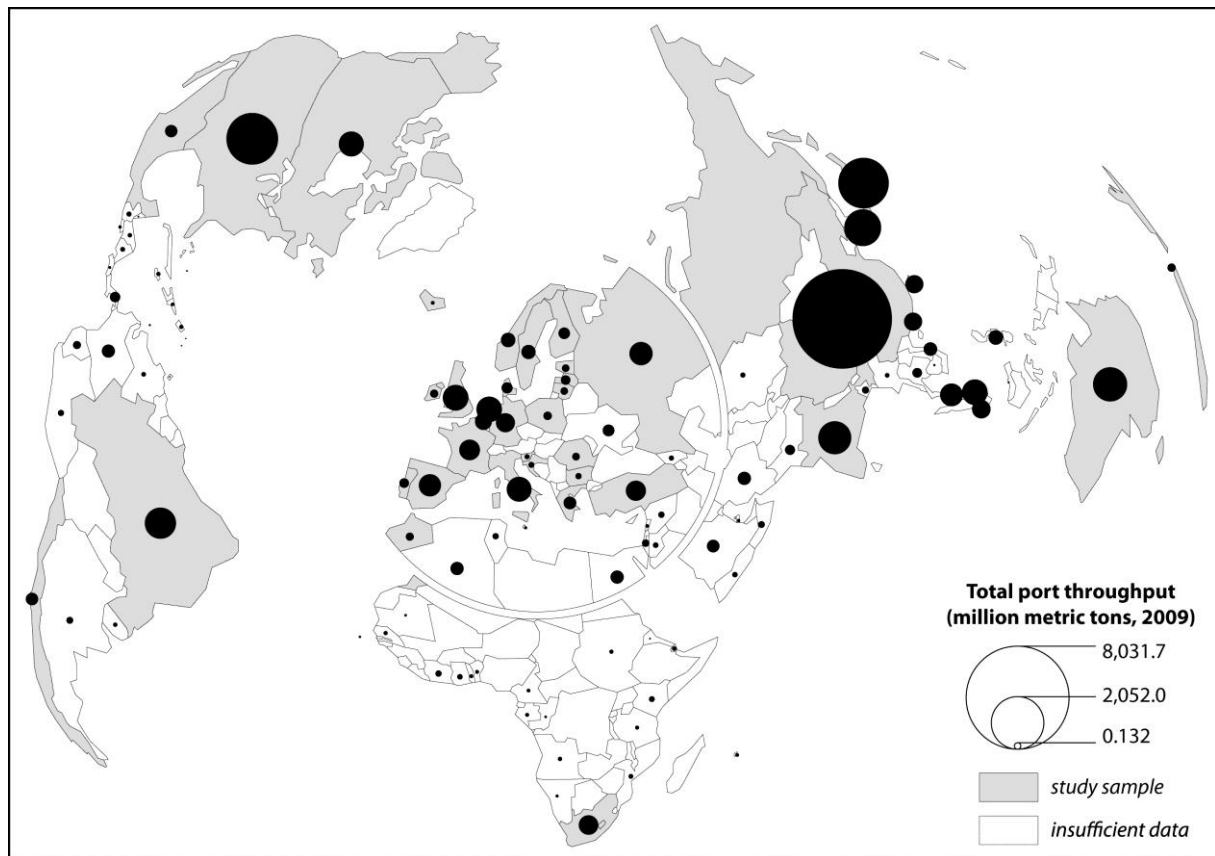 Total port throughput
(million metric tons, 2009)
8,031.7
2,052.0
0.132
study sample
insufficient data